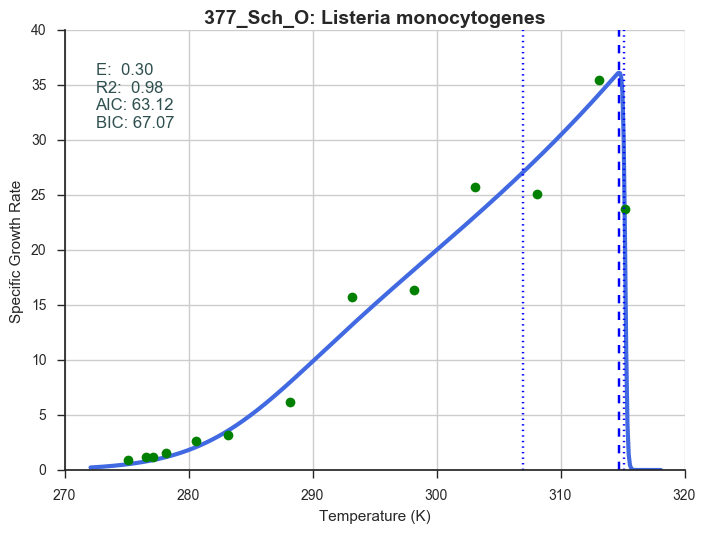 377_Sch_O: Listeria monocytogenes
E:  0.30
R2:  0.98
AIC: 63.12
BIC: 67.07
Specific Growth Rate
40
35
30
25
20
15
10
5
0
270 280 290 300 310 320
Temperature (K)